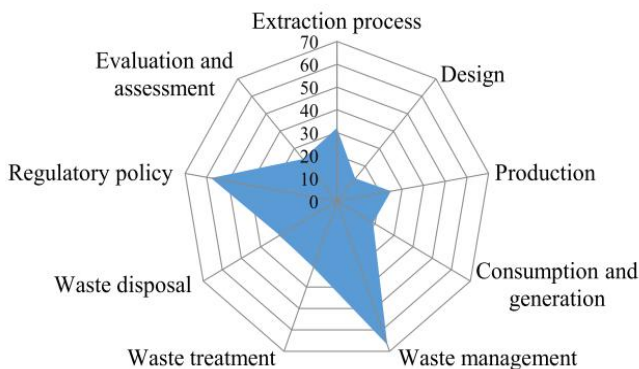 Extraction process
70
60
50
40
30
20
10
0
Design
Production
Consumption and
generation
Waste management
Waste treatment
Waste disposal
Regulatory policy
Evaluation and
assessment